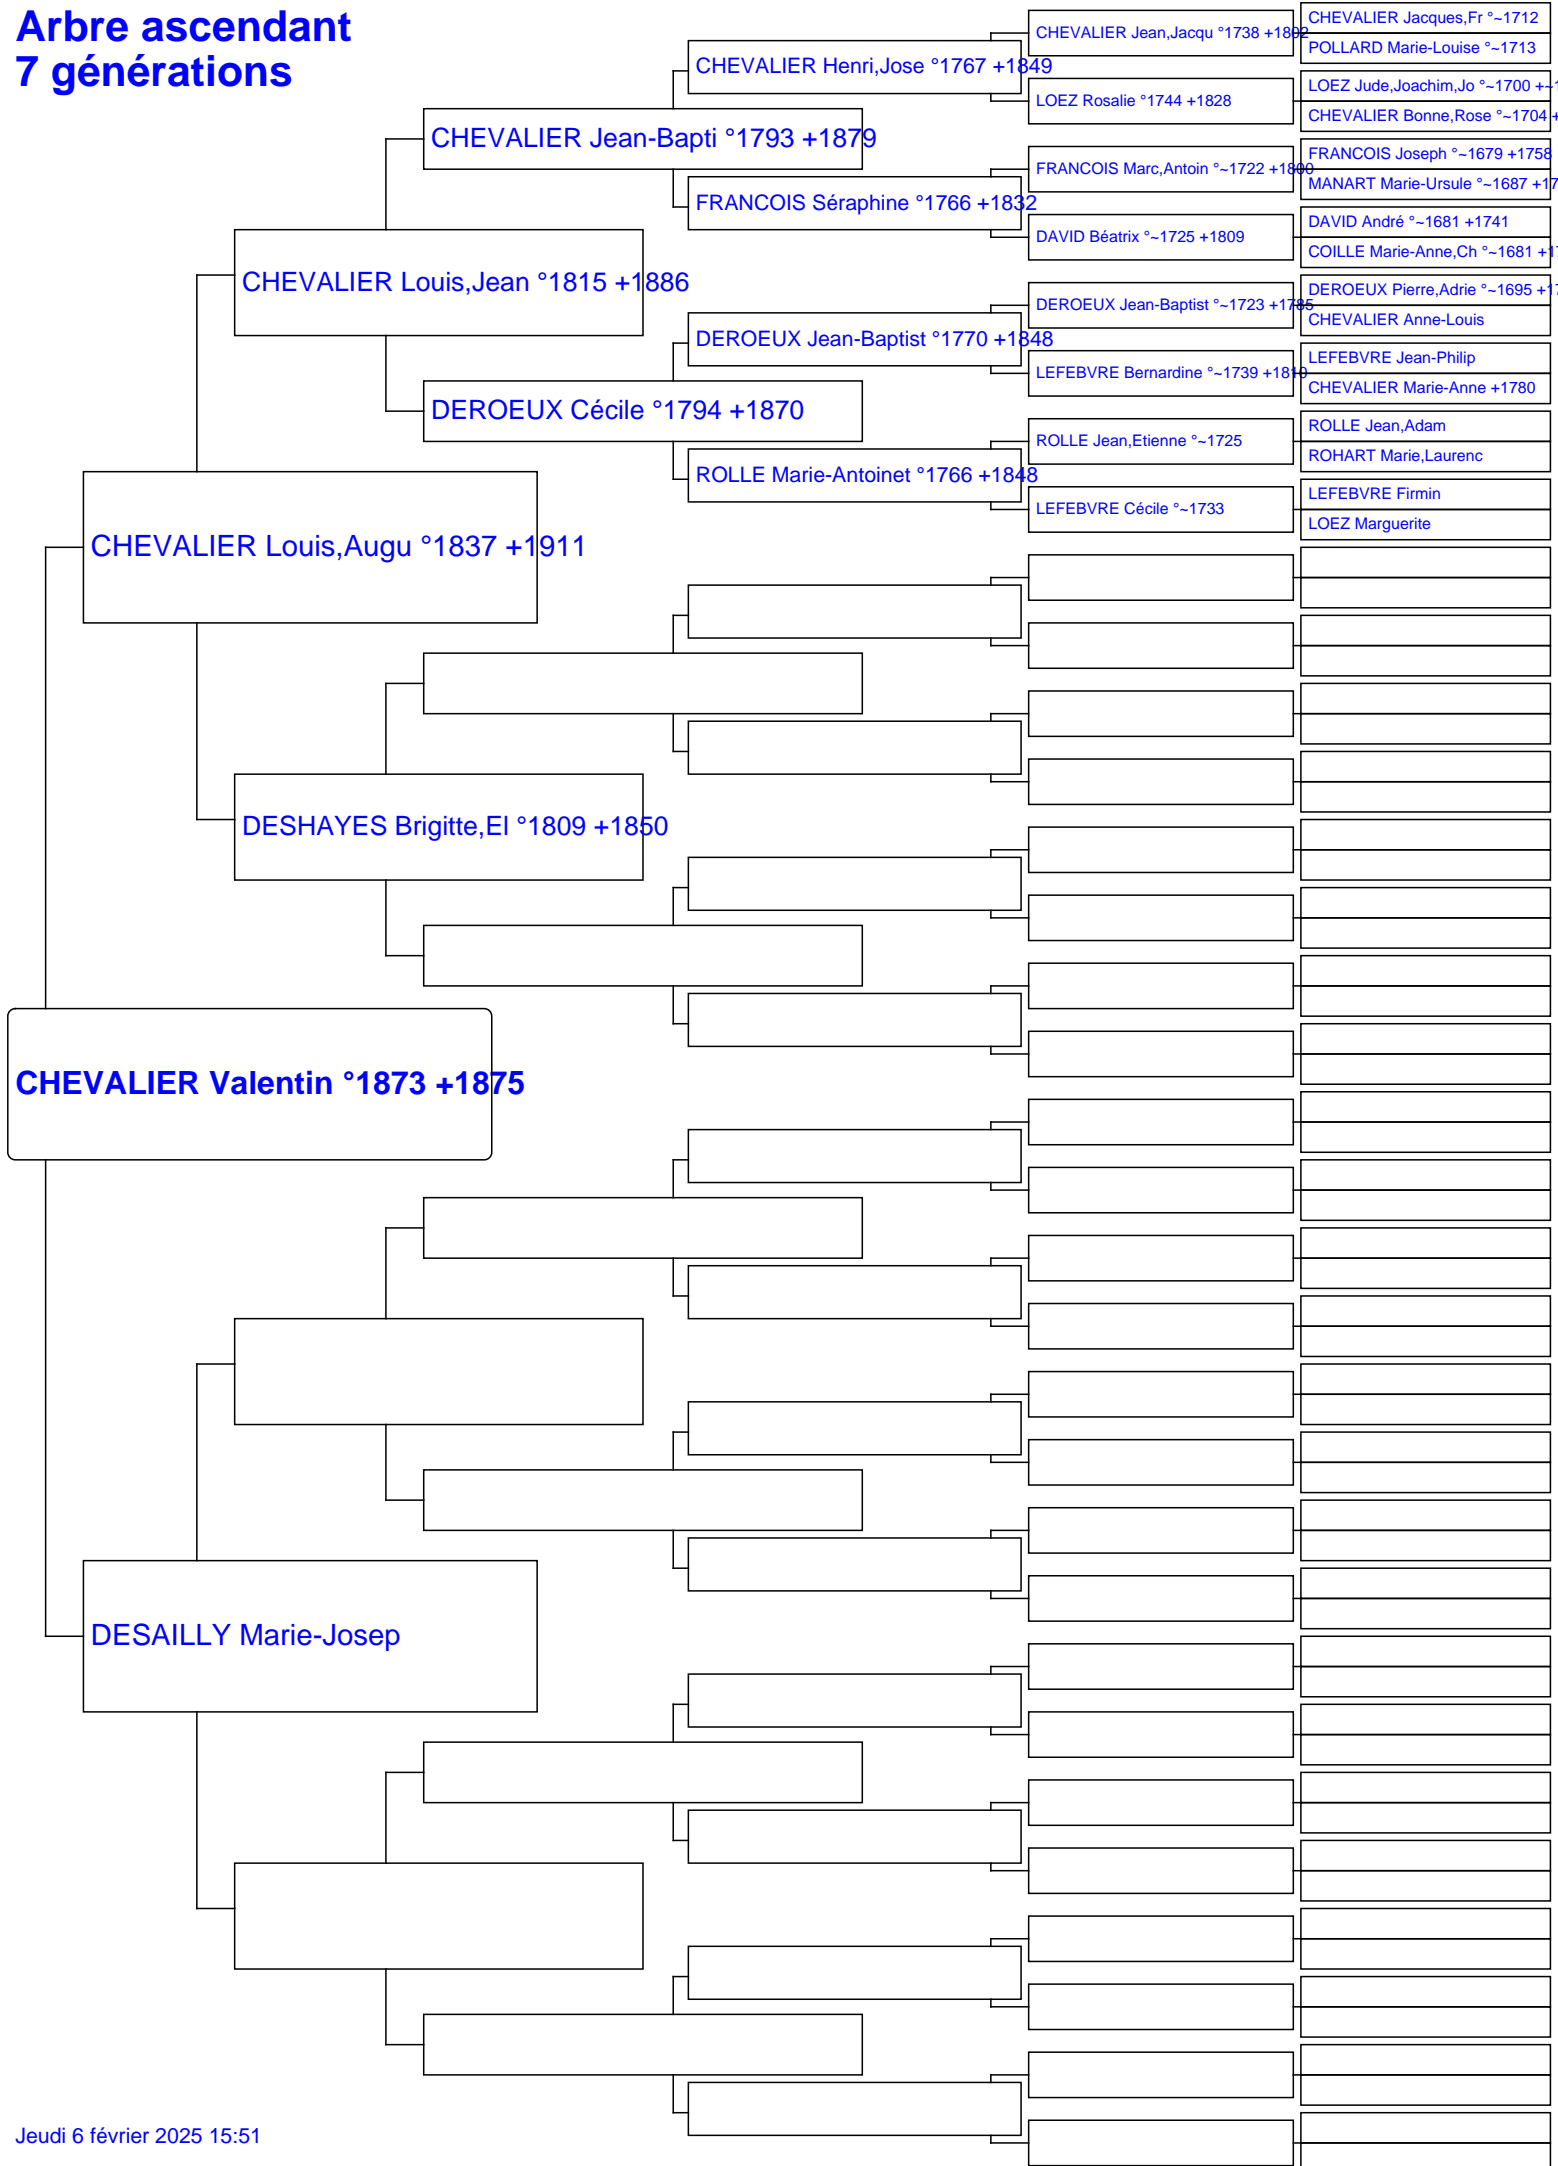 Arbre ascendant
7 générations
CHEVALIER Jacques,Fr °~1712
CHEVALIER Jean,Jacqu °1738 +1802
POLLARD Marie-Louise °~1713
CHEVALIER Henri,Jose °1767 +1849
LOEZ Jude,Joachim,Jo °~1700 +~1
LOEZ Rosalie °1744 +1828
CHEVALIER Bonne,Rose °~1704 +
CHEVALIER Jean-Bapti °1793 +1879
FRANCOIS Joseph °~1679 +1758
FRANCOIS Marc,Antoin °~1722 +1800
MANART Marie-Ursule °~1687 +17
FRANCOIS Séraphine °1766 +1832
DAVID André °~1681 +1741
DAVID Béatrix °~1725 +1809
COILLE Marie-Anne,Ch °~1681 +17
CHEVALIER Louis,Jean °1815 +1886
DEROEUX Pierre,Adrie °~1695 +17
DEROEUX Jean-Baptist °~1723 +1785
CHEVALIER Anne-Louis
DEROEUX Jean-Baptist °1770 +1848
LEFEBVRE Jean-Philip
LEFEBVRE Bernardine °~1739 +1810
CHEVALIER Marie-Anne +1780
DEROEUX Cécile °1794 +1870
ROLLE Jean,Adam
ROLLE Jean,Etienne °~1725
ROHART Marie,Laurenc
ROLLE Marie-Antoinet °1766 +1848
LEFEBVRE Firmin
LEFEBVRE Cécile °~1733
LOEZ Marguerite
CHEVALIER Louis,Augu °1837 +1911
DESHAYES Brigitte,El °1809 +1850
CHEVALIER Valentin °1873 +1875
DESAILLY Marie-Josep
Jeudi 6 février 2025 15:51